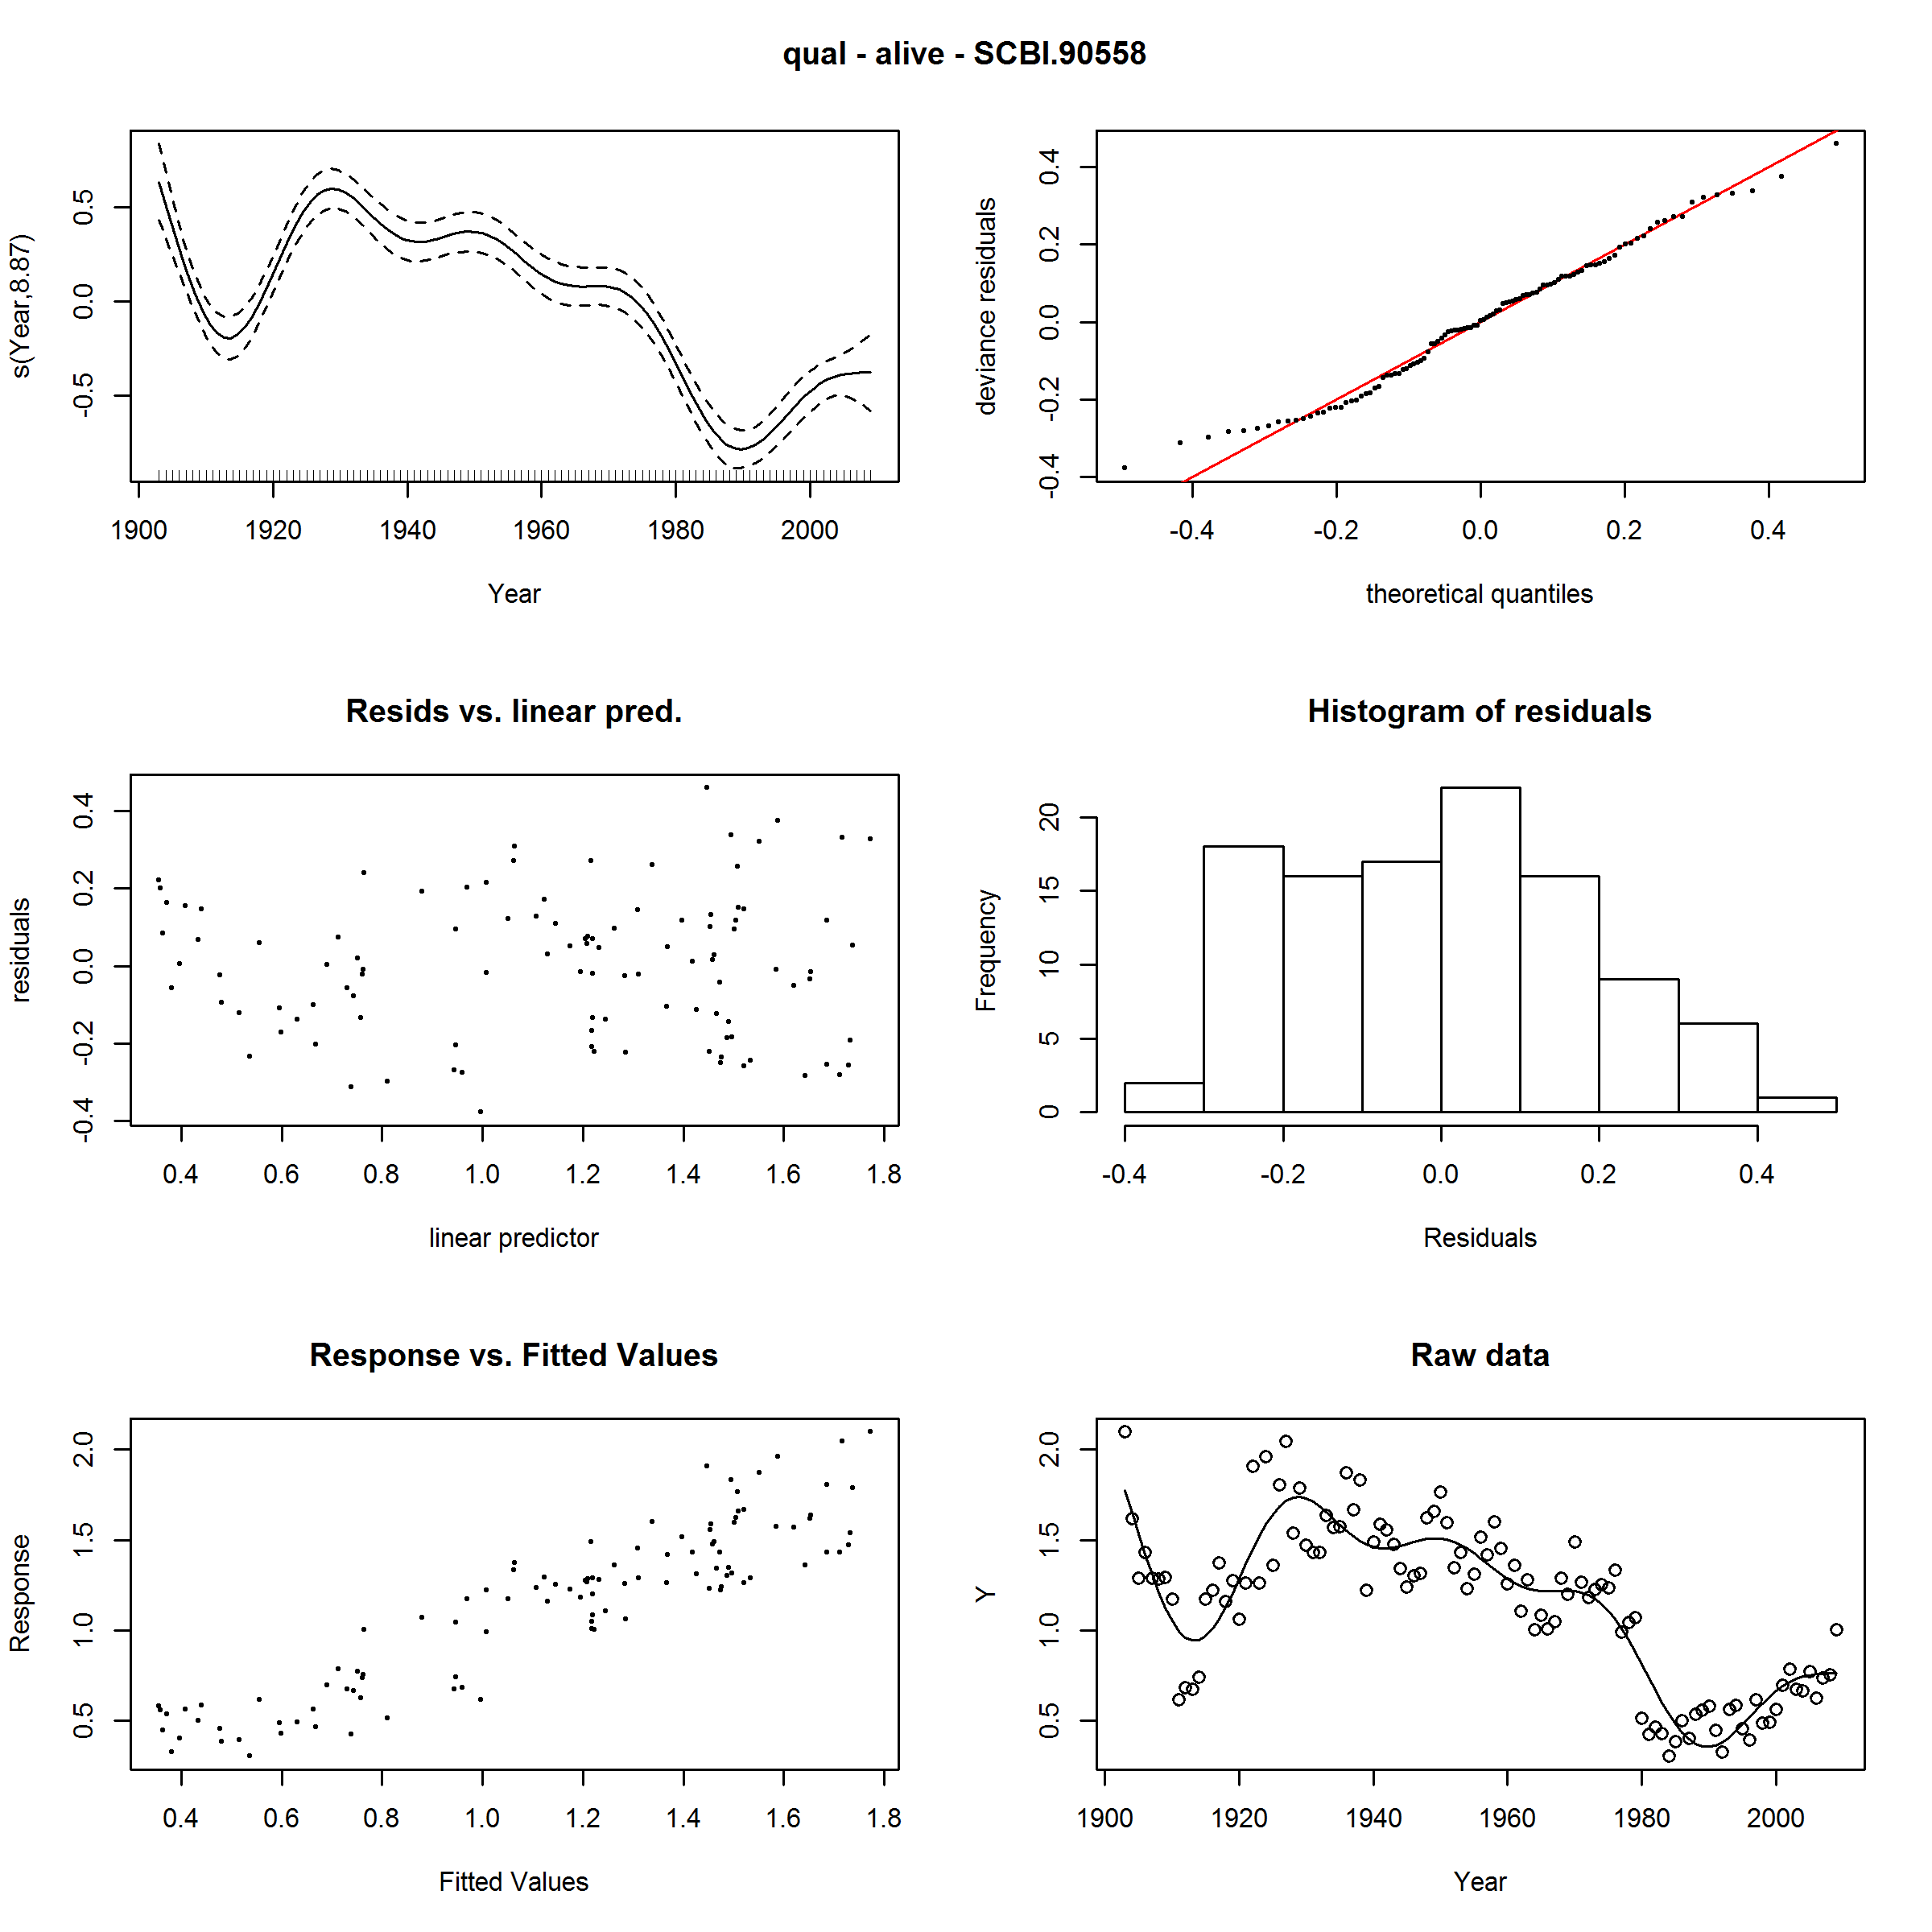 qual - alive - SCBI.90558
s(Year,8.87)
0.5
0.0
-0.5
1900 1920 1940 1960 1980 2000
Year
deviance residuals
0.4
0.2
0.0
-0.2
-0.4
-0.4 -0.2 0.0 0.2 0.4
theoretical quantiles
Resids vs. linear pred.
residuals
0.4
0.2
0.0
-0.2
-0.4
0.4 0.6 0.8 1.0 1.2 1.4 1.6 1.8
linear predictor
Histogram of residuals
Frequency
20
15
10
5
0
-0.4 -0.2 0.0 0.2 0.4
Residuals
Response vs. Fitted Values
Response
2.0
1.5
1.0
0.5
0.4 0.6 0.8 1.0 1.2 1.4 1.6 1.8
Fitted Values
Raw data
Y
2.0
1.5
1.0
0.5
1900 1920 1940 1960 1980 2000
Year